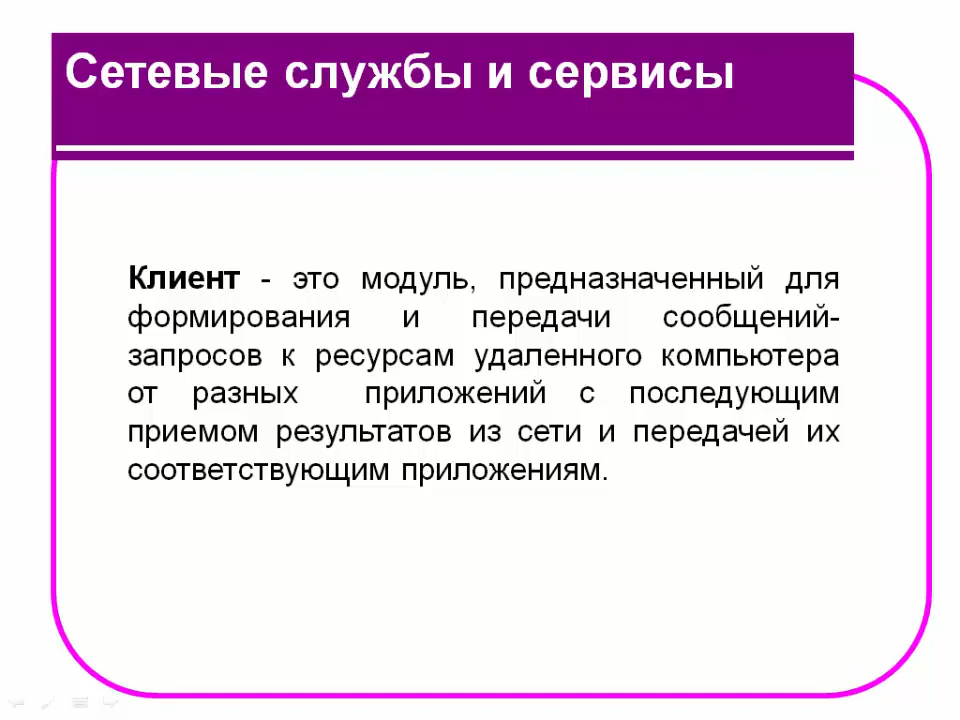 Сетевые службы и сервисы
Клиент - это модуль, предназначенный для
формирования и передачи сообщений-
запросов к ресурсам удаленного компьютера
от разных приложений с последующим
приемом результатов из сети и передачей их
соответствующим приложениям.